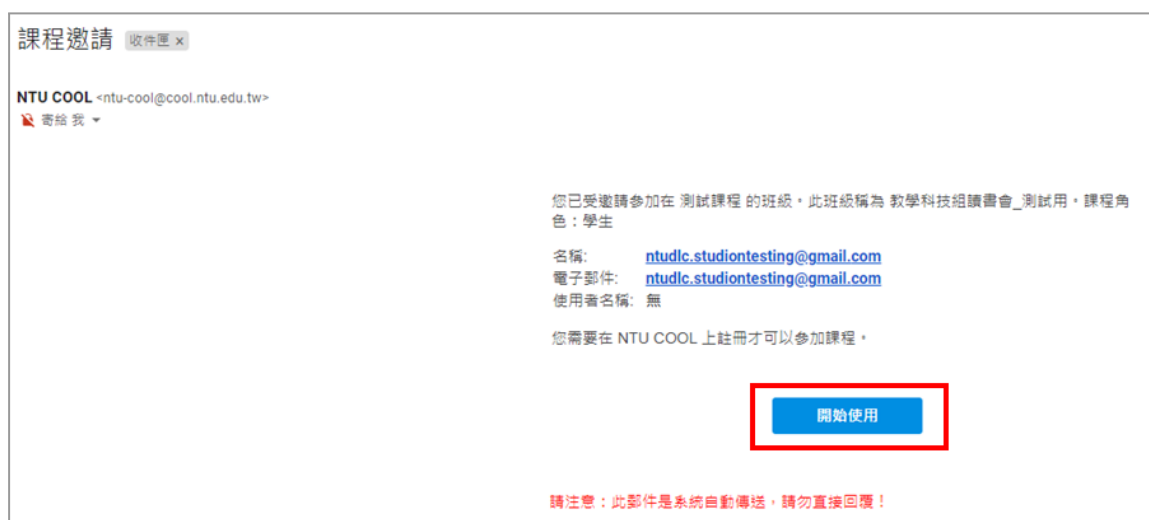 課程邀請 收件匣 x
NTU COOL <ntu-cool@cool.ntu.edu.tw>
寄給 我
您已受邀請參加在 測試課程 的班級。此班級稱為 教學科技組讀書會_測試用。課程角
色：學生
名稱: ntudlc.studiontesting@gmail.com
電子郵件: ntudlc.studiontesting@gmail.com
使用者名稱: 無
您需要在 NTU COOL 上註冊才可以參加課程。
開始使用
請注意：此郵件是系統自動傳送，請勿直接回覆！